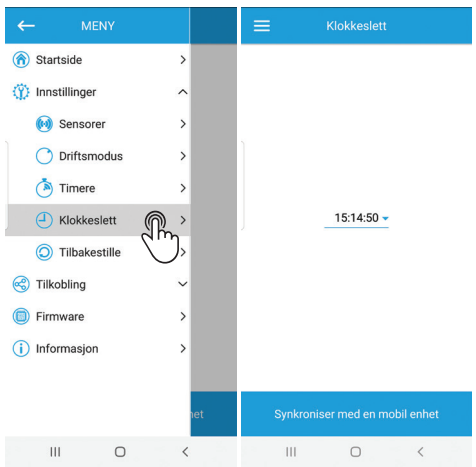 MENY
Startside
Innstillinger
Sensorer
Driftsmodus
Timere
Klokkeslett
Tilbakestille
Tilkobling
Firmware
Informasjon
het
Klokkeslett
15:14:50
Synkroniser med en mobil enhet